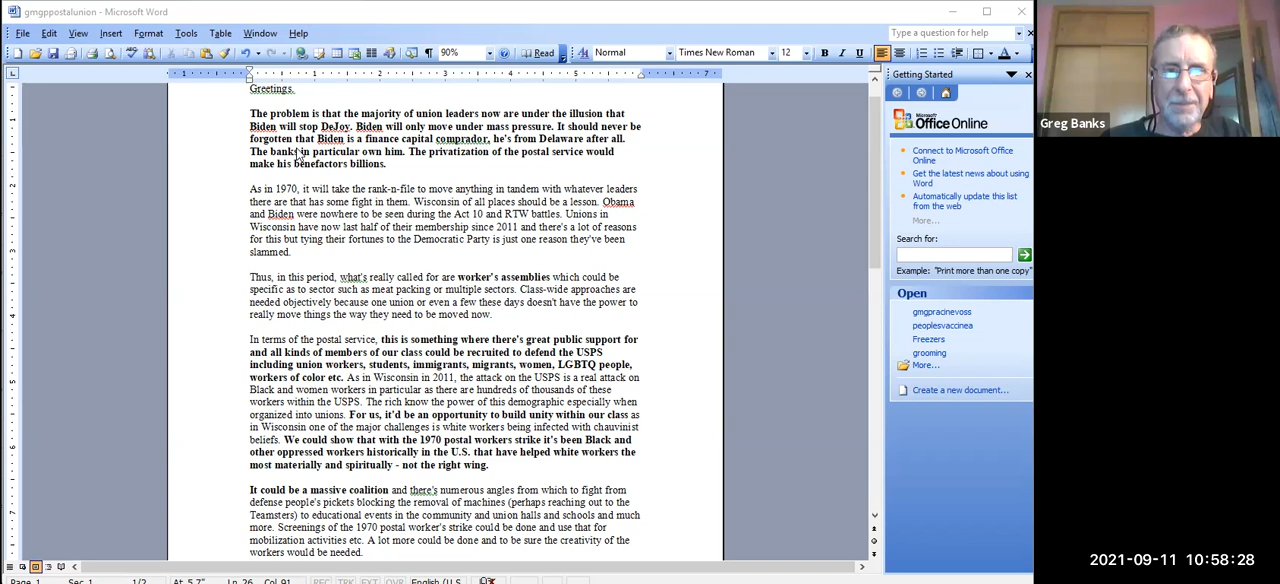 gmgppostalunion - Microsoft Word
File Edit View Insert Format Tools Table Window Help
Type a question for help
90% Read Normal Times New Roman 12 B I U
1 1 2 3 4 5 7
Getting Started
Greetings,
The problem is that the majority of union leaders now are under the illusion that
Biden will stop DeJoy. Biden will only move under mass pressure. It should never be
forgotten that Biden is a finance capital comprador, he's from Delaware after all.
The banks in particular own him. The privatization of the postal service would
make his benefactors billions.
As in 1970, it will take the rank-n-file to move anything in tandem with whatever leaders
there are that has some fight in them. Wisconsin of all places should be a lesson. Obama
and Biden were nowhere to be seen during the Act 10 and RTW battles. Unions in
Wisconsin have now last half of their membership since 2011 and there's a lot of reasons
for this but tying their fortunes to the Democratic Party is just one reason they've been
slammed.
Thus, in this period, what's really called for are worker's assemblies which could be
specific as to sector such as meat packing or multiple sectors. Class-wide approaches are
needed objectively because one union or even a few these days doesn't have the power to
really move things the way they need to be moved now.
In terms of the postal service, this is something where there's great public support for
and all kinds of members of our class could be recruited to defend the USPS
including union workers, students, immigrants, migrants, women, LGBTQ people,
workers of color etc. As in Wisconsin in 2011, the attack on the USPS is a real attack on
Black and women workers in particular as there are hundreds of thousands of these
workers within the USPS. The rich know the power of this demographic especially when
organized into unions. For us, it'd be an opportunity to build unity within our class as
in Wisconsin one of the major challenges is white workers being infected with chauvinist
beliefs. We could show that with the 1970 postal workers strike it's been Black and
other oppressed workers historically in the U.S. that have helped white workers the
most materially and spiritually - not the right wing.
It could be a massive coalition and there's numerous angles from which to fight from
defense people's pickets blocking the removal of machines (perhaps reaching out to the
Teamsters) to educational events in the community and union halls and schools and much
more. Screenings of the 1970 postal worker's strike could be done and use that for
mobilization activities etc. A lot more could be done and to be sure the creativity of the
workers would be needed.
Microsoft
Office Online
Connect to Microsoft
Office Online
Get the latest news about using
Word
Automatically update this list
from the web
More...
Search for:
Example: "Print more than one copy"
Open
gmgpracinevoss
peoplesvaccinea
Freezers
grooming
More...
Create a new document...
Page 1 Sec 1 1/2 At 5.7" Ln 26 Col 91 REC TRK EXT OVR English (U.S
Greg Banks
2021-09-11 10:58:28